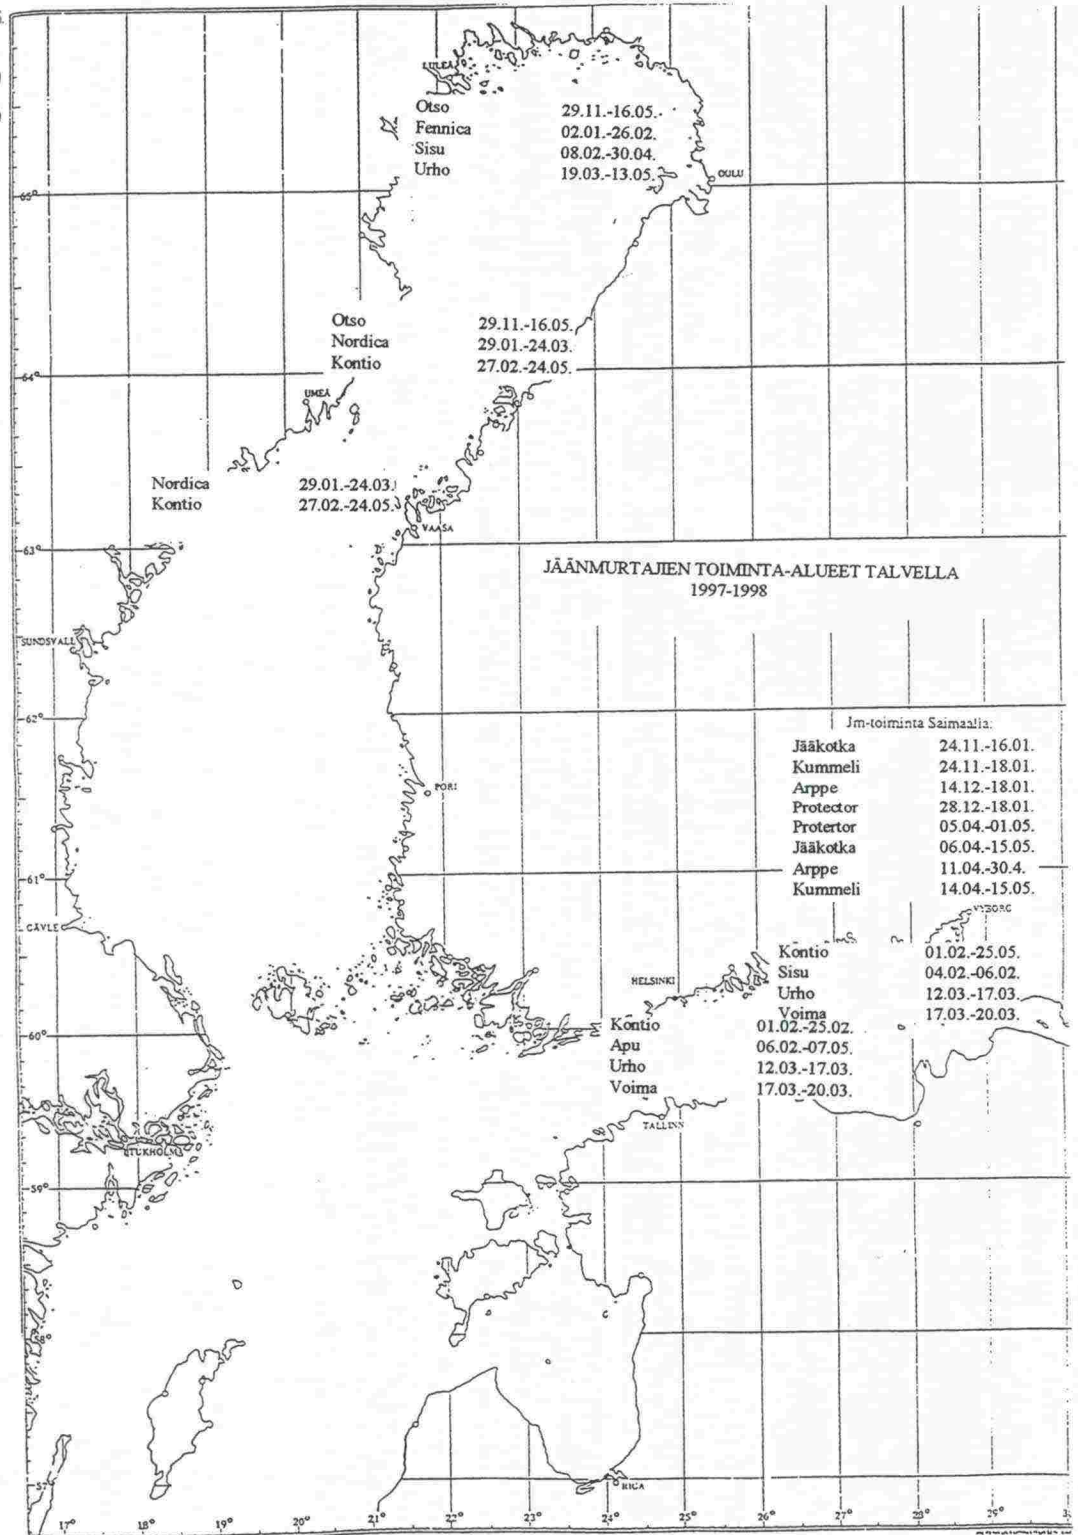 LULEÅ
Otso 29.11.-16.05.
Fennica 02.01.-26.02.
Sisu 08.02.-30.04.
Urho 19.03.-13.05.
OULU
65°
Otso 29.11.-16.05.
Nordica 29.01.-24.03.
Kontio 27.02.-24.05.
64°
UMEÅ
Nordica 29.01.-24.03.
Kontio 27.02.-24.05.
VAASA
63°
JÄÄNMURTAJIEN TOIMINTA-ALUEET TALVELLA
1997-1998
SUNDSVALL
62°
Jm-toiminta Saimaalla:
Jääkotka 24.11.-16.01.
Kummeli 24.11.-18.01.
Arppe 14.12.-18.01.
Protector 28.12.-18.01.
Protertor 05.04.-01.05.
Jääkotka 06.04.-15.05.
Arppe 11.04.-30.4.
Kummeli 14.04.-15.05.
PORI
61°
VYBORG
GÄVLE
Kontio 01.02.-25.05.
Sisu 04.02.-06.02.
Urho 12.03.-17.03.
Voima 17.03.-20.03.
HELSINKI
60°
Kontio 01.02.-25.02.
Apu 06.02.-07.05.
Urho 12.03.-17.03.
Voima 17.03.-20.03.
TALLINN
STUKHOLM
59°
57°
RIGA
17° 18° 19° 20° 21° 22° 23° 24° 25° 26° 27° 28° 29°